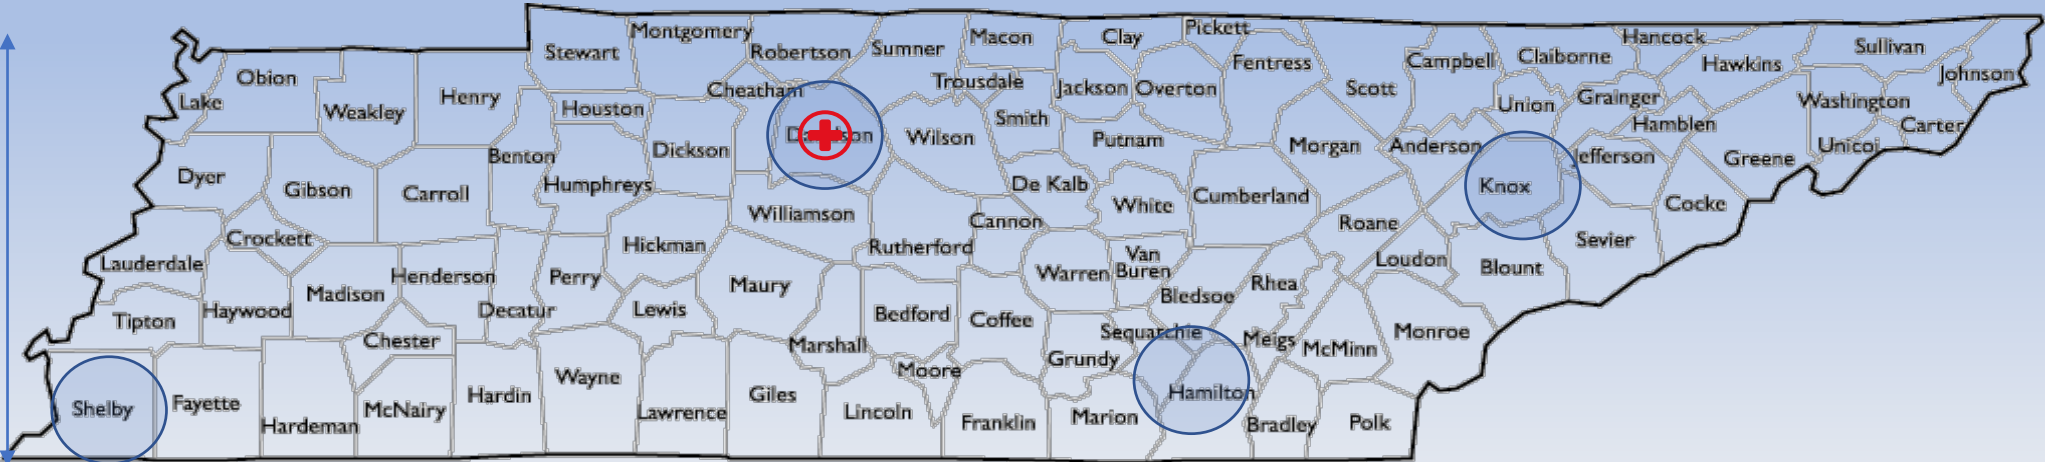 Montgomery
Stewart
Robertson
Sumner
Macon
Clay
Pickett
Fentress
Scott
Campbell
Claiborne
Hancock
Hawkins
Sullivan
Johnson
Obion
Lake
Weakley
Henry
Houston
Cheatham
Trousdale
Jackson
Overton
Union
Grainger
Washington
Carter
Unicoi
Hamblen
Greene
Dickson
Davidson
Wilson
Smith
Putnam
Morgan
Anderson
Jefferson
Dyer
Gibson
Carroll
Benton
Humphreys
Williamson
De Kalb
White
Cumberland
Roane
Knox
Cocke
Sevier
Crockett
Hickman
Rutherford
Cannon
Van
Buren
Warren
Loudon
Blount
Lauderdale
Haywood
Madison
Henderson
Decatur
Perry
Lewis
Maury
Bedford
Coffee
Bledsoe
Rhea
Tipton
Chester
Marshall
Moore
Grundy
Sequatchie
Meigs
McMinn
Monroe
Shelby
Fayette
Hardeman
McNairy
Hardin
Wayne
Lawrence
Giles
Lincoln
Franklin
Marion
Hamilton
Bradley
Polk